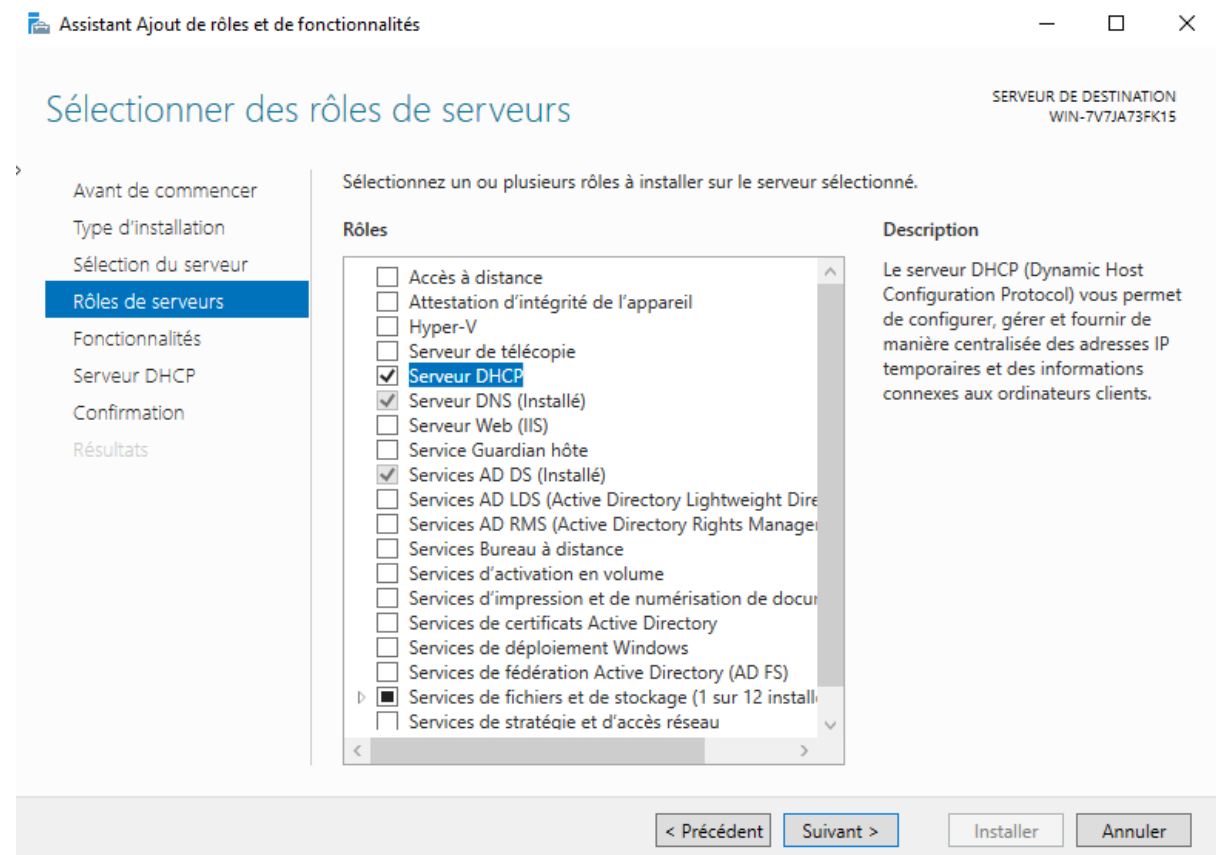 Assistant Ajout de rôles et de fonctionnalités
Sélectionner des rôles de serveurs
SERVEUR DE DESTINATION
WIN-7V7JA73FK15
Avant de commencer
Type d'installation
Sélection du serveur
Rôles de serveurs
Fonctionnalités
Serveur DHCP
Confirmation
Résultats
Sélectionnez un ou plusieurs rôles à installer sur le serveur sélectionné.
Rôles
Accès à distance
Attestation d'intégrité de l'appareil
Hyper-V
Serveur de télécopie
Serveur DHCP
Serveur DNS (Installé)
Serveur Web (IIS)
Service Guardian hôte
Services AD DS (Installé)
Services AD LDS (Active Directory Lightweight Dire
Services AD RMS (Active Directory Rights Manage
Services Bureau à distance
Services d'activation en volume
Services d'impression et de numérisation de docu
Services de certificats Active Directory
Services de déploiement Windows
Services de fédération Active Directory (AD FS)
Services de fichiers et de stockage (1 sur 12 install
Services de stratégie et d'accès réseau
Description
Le serveur DHCP (Dynamic Host
Configuration Protocol) vous permet
de configurer, gérer et fournir de
manière centralisée des adresses IP
temporaires et des informations
connexes aux ordinateurs clients.
< Précédent
Suivant >
Installer
Annuler